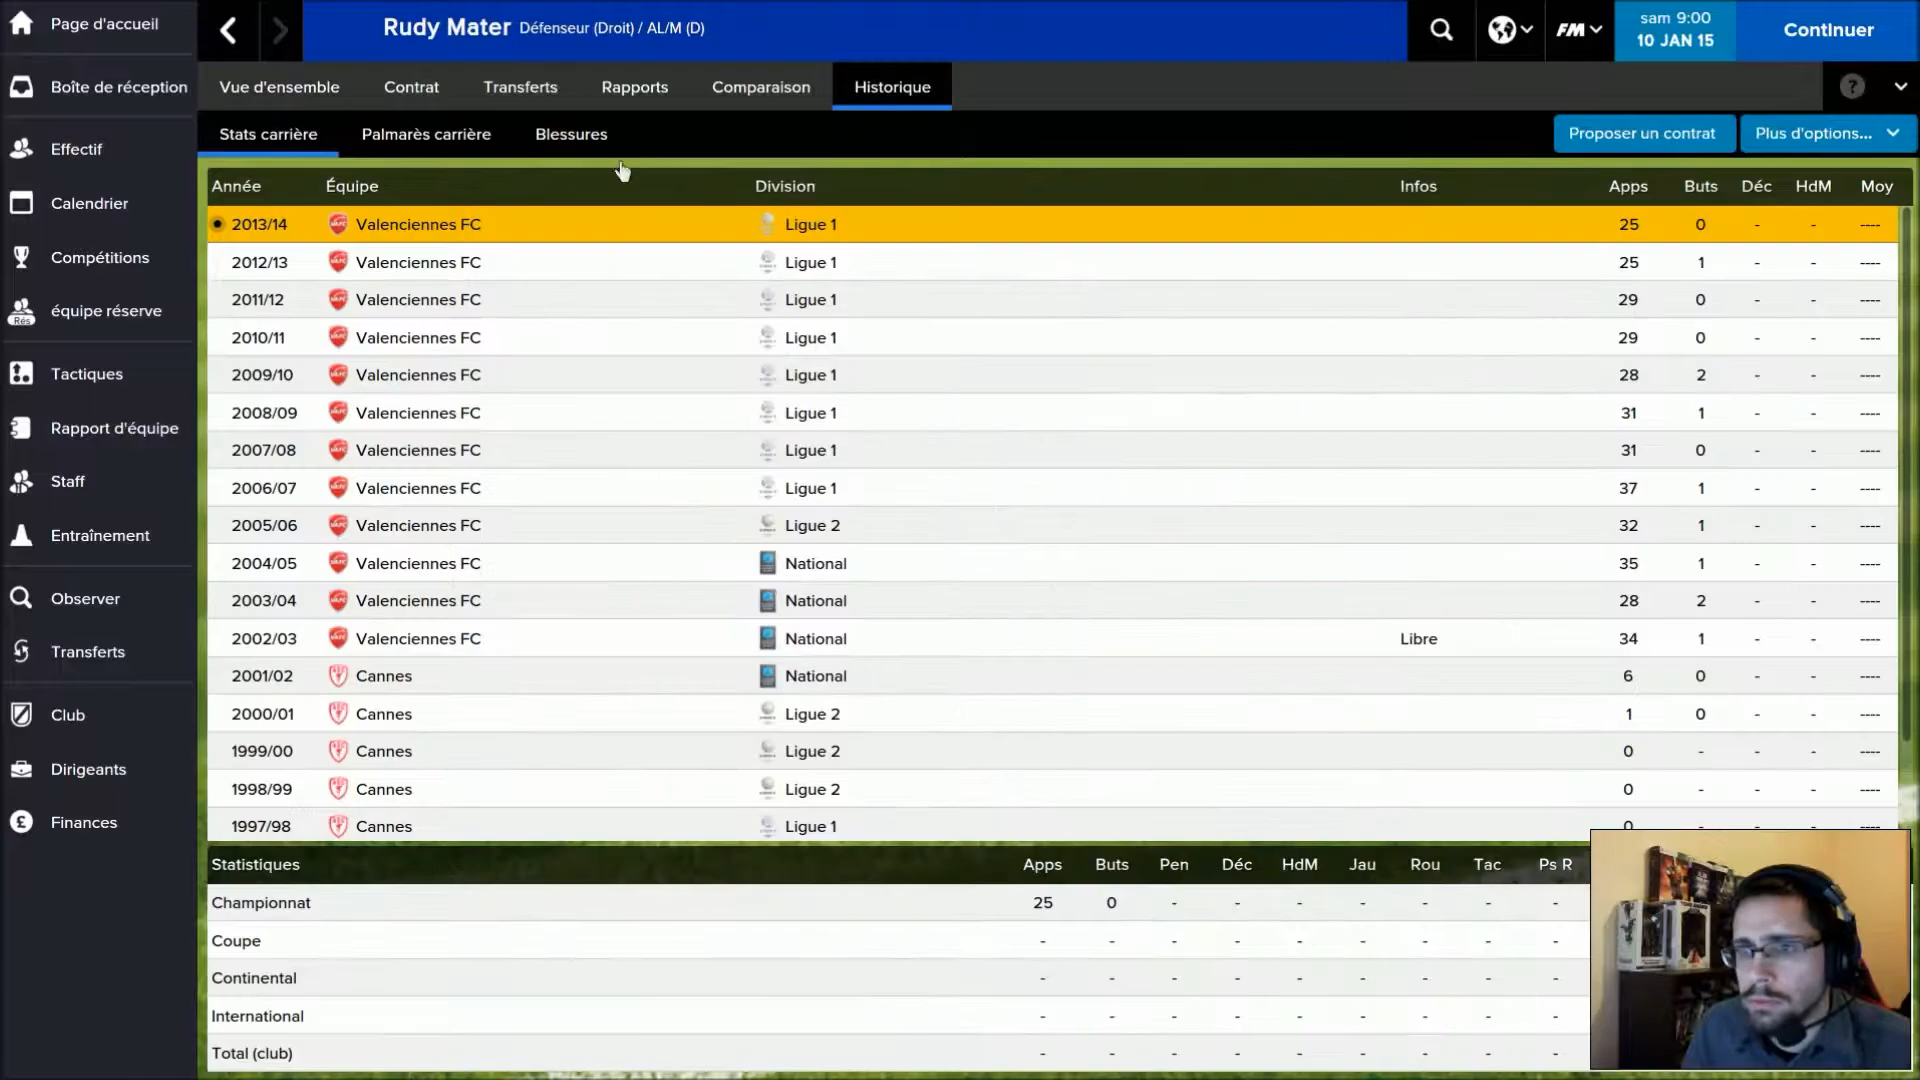 Page d'accueil
Rudy Mater Défenseur (Droit) / AL/M (D)
FM
sam 9:00
10 JAN 15
Continuer
Boîte de réception
Vue d'ensemble Contrat Transferts Rapports Comparaison Historique
?
Stats carrière Palmarès carrière Blessures
Proposer un contrat Plus d'options...
Effectif
Calendrier
Compétitions
équipe réserve
Rés
Tactiques
Rapport d'équipe
Staff
Entraînement
Observer
Transferts
Club
Dirigeants
£ Finances
Année Équipe Division Infos Apps Buts Déc HdM Moy
2013/14 Valenciennes FC Ligue 1 25 0 - - ----
2012/13 Valenciennes FC Ligue 1 25 1 - - ----
2011/12 Valenciennes FC Ligue 1 29 0 - - ----
2010/11 Valenciennes FC Ligue 1 29 0 - - ----
2009/10 Valenciennes FC Ligue 1 28 2 - - ----
2008/09 Valenciennes FC Ligue 1 31 1 - - ----
2007/08 Valenciennes FC Ligue 1 31 0 - - ----
2006/07 Valenciennes FC Ligue 1 37 1 - - ----
2005/06 Valenciennes FC Ligue 2 32 1 - - ----
2004/05 Valenciennes FC National 35 1 - - ----
2003/04 Valenciennes FC National 28 2 - - ----
2002/03 Valenciennes FC National Libre 34 1 - - ----
2001/02 Cannes National 6 0 - - ----
2000/01 Cannes Ligue 2 1 0 - - ----
1999/00 Cannes Ligue 2 0 - - - ----
1998/99 Cannes Ligue 2 0 - - - ----
1997/98 Cannes Ligue 1 0 - - - ----
Statistiques Apps Buts Pen Déc HdM Jau Rou Tac Ps R
Championnat 25 0 - - - - - - -
Coupe - - - - - - - - -
Continental - - - - - - - - -
International - - - - - - - - -
Total (club) - - - - - - - - -